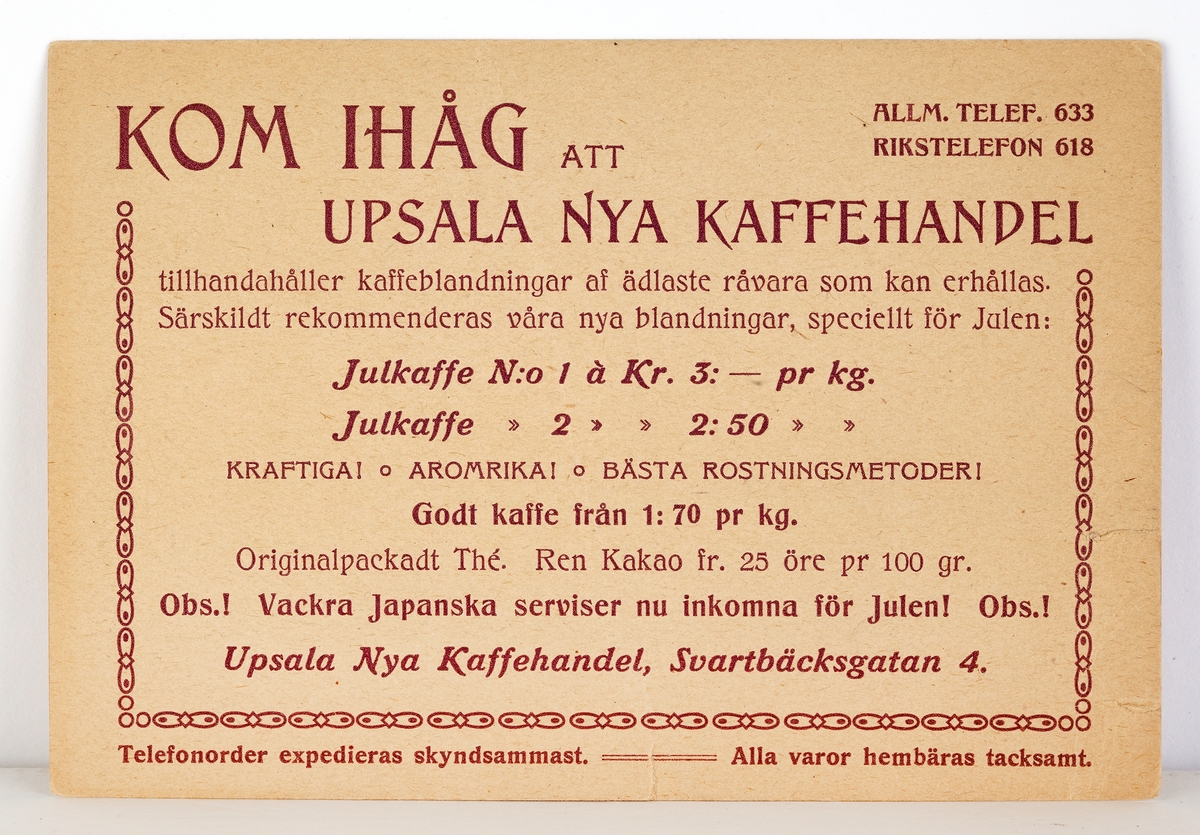 KOM IHÅG ATT
ALLM. TELEF. 633
RIKSTELEFON 618
UPSALA NYA KAFFEHANDEL
tillhandahåller kaffeblandningar af ädlaste råvara som kan erhållas.
Särskildt rekommenderas våra nya blandningar, speciellt för Julen:
Julkaffe N:o 1 à Kr. 3: — pr kg.
Julkaffe » 2 » » 2: 50 » »
KRAFTIGA! o AROMRIKA! o BÄSTA ROSTNINGSMETODER!
Godt kaffe från 1: 70 pr kg.
Originalpackadt Thé. Ren Kakao fr. 25 öre pr 100 gr.
Obs.! Vackra Japanska serviser nu inkomna för Julen! Obs.!
Upsala Nya Kaffehandel, Svartbäcksgatan 4.
Telefonorder expedieras skyndsammast. Alla varor hembäras tacksamt.